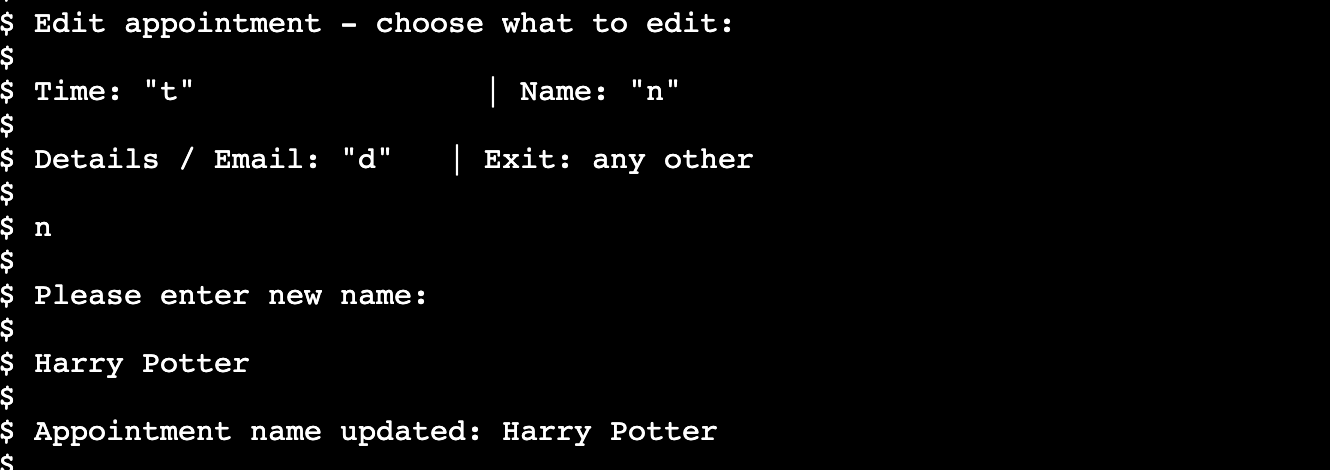 $ Edit appointment - choose what to edit:
$
$ Time: "t" | Name: "n"
$
$ Details / Email: "d" | Exit: any other
$
$ n
$
$ Please enter new name:
$
$ Harry Potter
$
$ Appointment name updated: Harry Potter
$